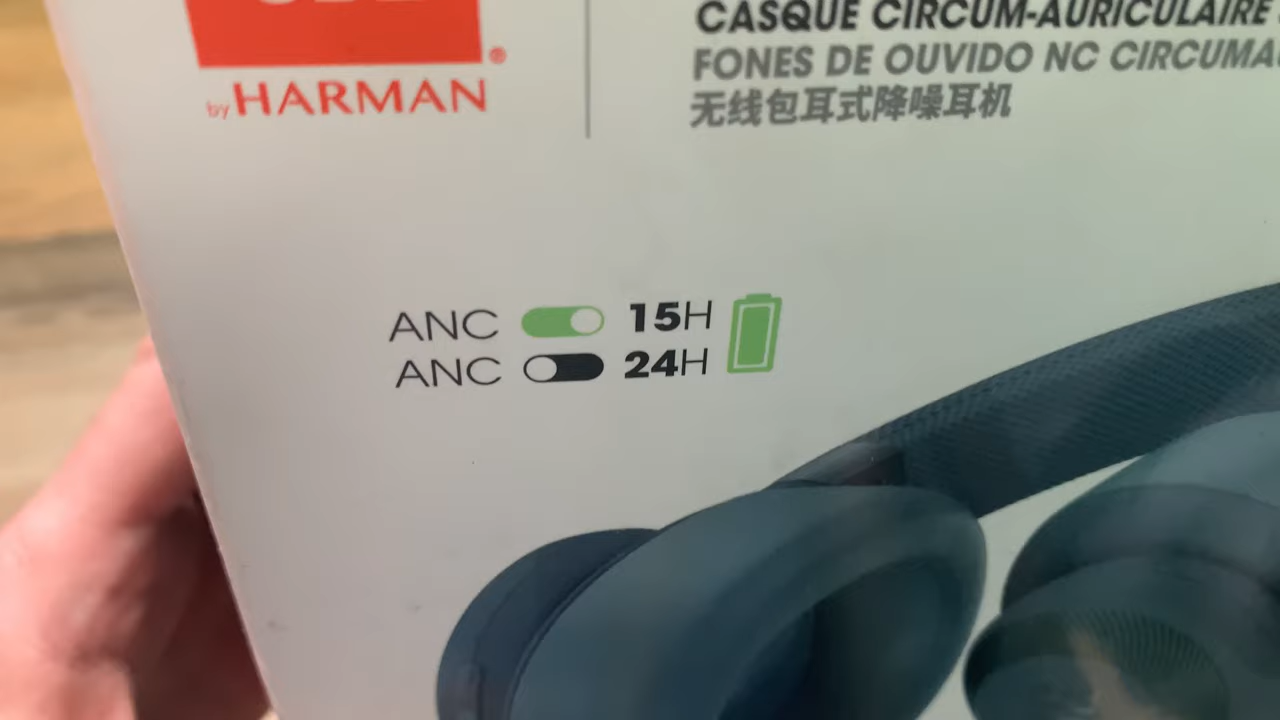 by HARMAN
CASQUE CIRCUM-AURICULAIRE
FONES DE OUVIDO NC
无线包耳式降噪耳机
ANC 15H
ANC 24H